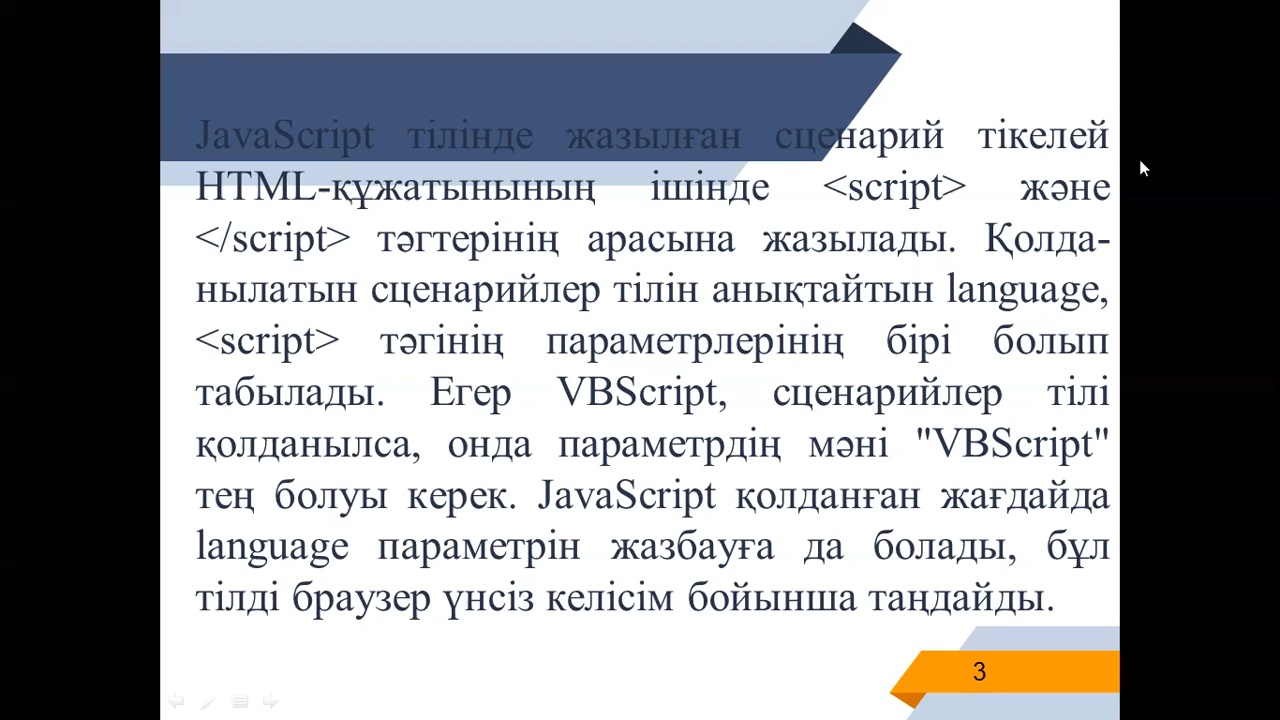 JavaScript тілінде жазылған сценарий тікелей
HTML-құжатынының ішінде <script> және
</script> тәгтерінің арасына жазылады. Қолда-
нылатын сценарийлер тілін анықтайтын language,
<script> тәгінің параметрлерінің бірі болып
табылады. Егер VBScript, сценарийлер тілі
қолданылса, онда параметрдің мәні "VBScript"
тең болуы керек. JavaScript қолданған жағдайда
language параметрін жазбауға да болады, бұл
тілді браузер үнсіз келісім бойынша таңдайды.
3